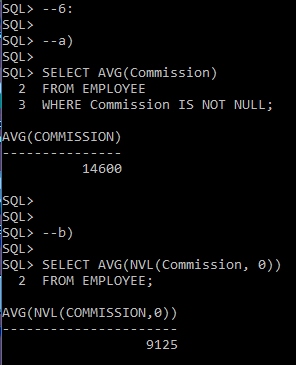 SQL> --6:
SQL>
SQL> --a)
SQL>
SQL> SELECT AVG(Commission)
  2  FROM EMPLOYEE
  3  WHERE Commission IS NOT NULL;

AVG(COMMISSION)
---------------
          14600

SQL>
SQL>
SQL> --b)
SQL>
SQL> SELECT AVG(NVL(Commission, 0))
  2  FROM EMPLOYEE;

AVG(NVL(COMMISSION,0))
----------------------
                  9125